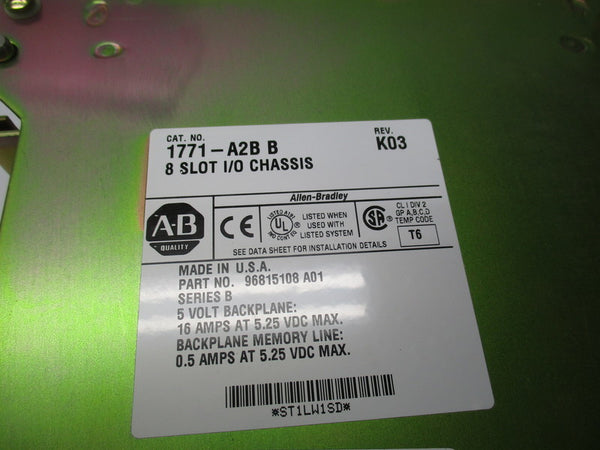 CAT. NO.
1771-A2B B
REV.
K03
8 SLOT I/O CHASSIS
Allen-Bradley
A-B
QUALITY
CE
UL
LISTED WHEN
USED WITH
LISTED SYSTEM
SA
CL I DIV 2
GP A,B,C,D
TEMP CODE
T6
SEE DATA SHEET FOR INSTALLATION DETAILS
MADE IN U.S.A.
PART NO. 96815108 A01
SERIES B
5 VOLT BACKPLANE:
16 AMPS AT 5.25 VDC MAX.
BACKPLANE MEMORY LINE:
0.5 AMPS AT 5.25 VDC MAX.
*ST1LW1SD*